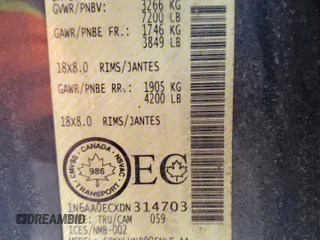 GVWR/PNBV: 3266 KG
7200 LB
GAWR/PNBE FR.: 1746 KG
3849 LB
18X8.0 RIMS/JANTES
GAWR/PNBE RR.: 1905 KG
4200 LB
18X8.0 RIMS/JANTES
CMVSS - CANADA - NSVAC
986
TRANSPORT
EC
1N6AA0ECXDN314703
TRU/CAM 059
ICES/NMB-002
DREAMBID